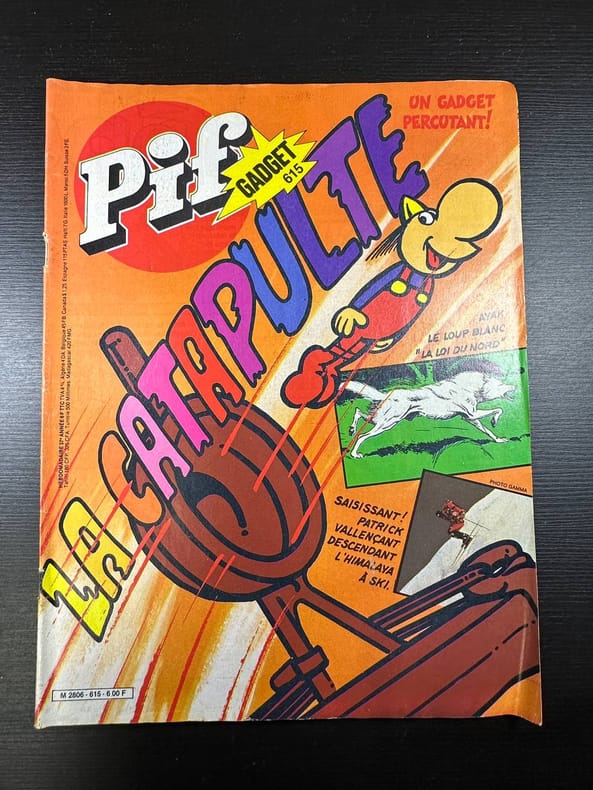 UN GADGET
PERCUTANT!
Pif
GADGET
615
LA CATAPULTE
AYAK
LE LOUP BLANC
"LA LOI DU NORD"
PHOTO GAMMA
SAISISSANT!
PATRICK
VALLENÇANT
DESCENDANT
L'HIMALAYA
À SKI.
M 2806 - 615 - 6.00 F